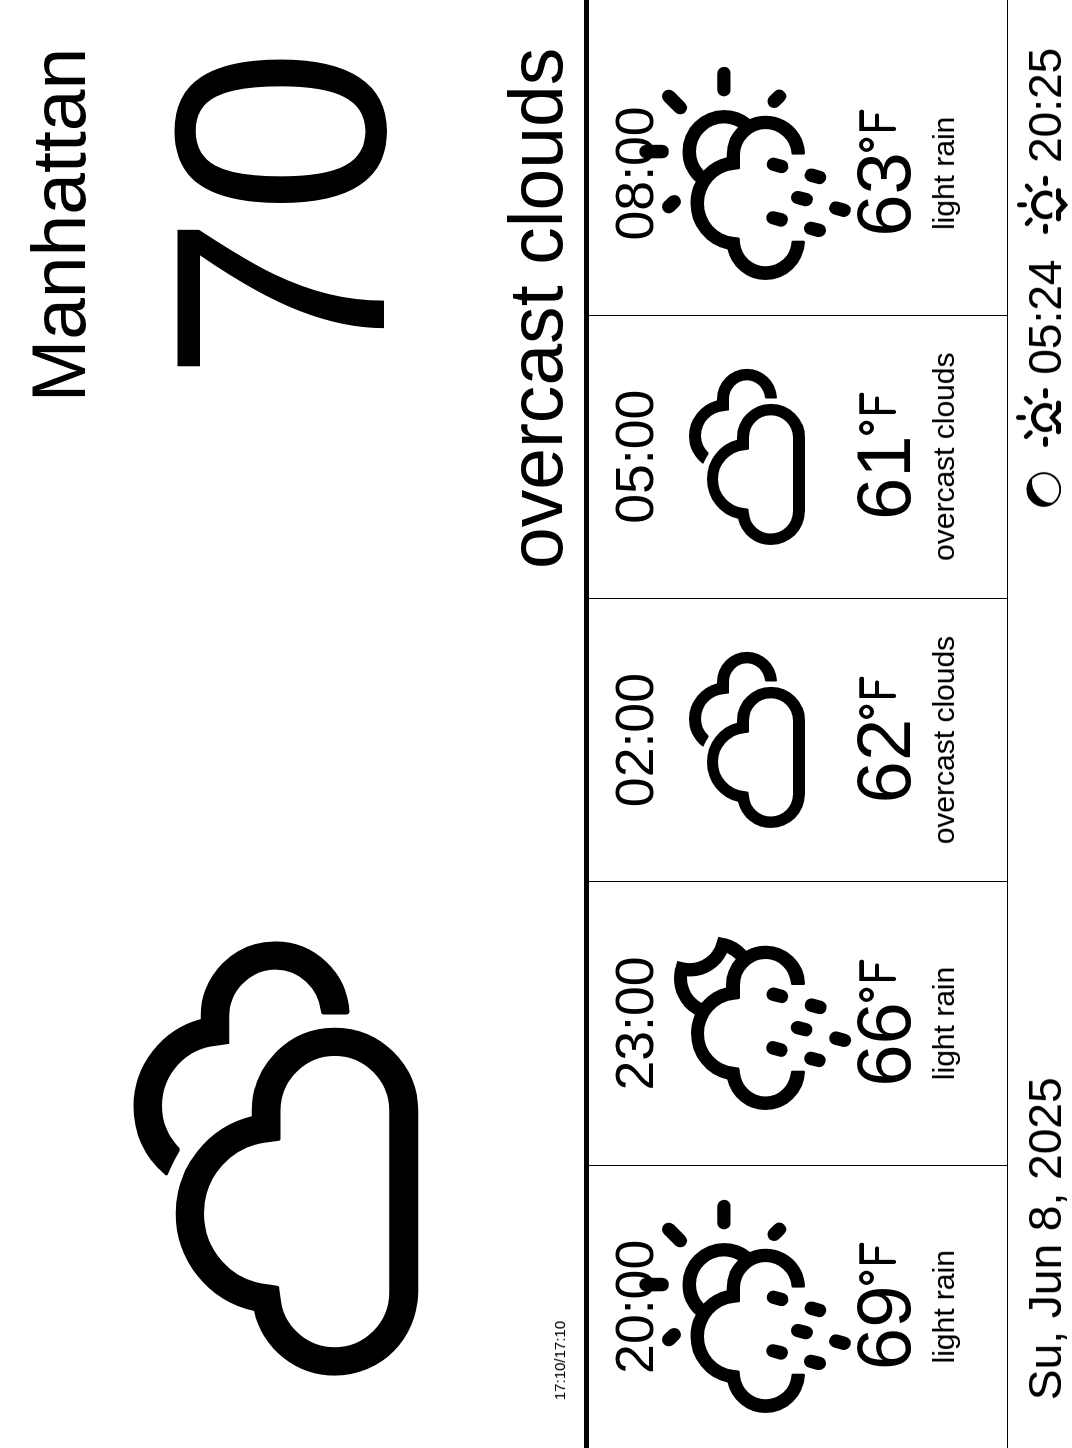 Manhattan
70
overcast clouds
17:10/17:10
20:00
69°F
light rain
23:00
66°F
light rain
02:00
62°F
overcast clouds
05:00
61°F
overcast clouds
08:00
63°F
light rain
Su, Jun 8, 2025
05:24
20:25